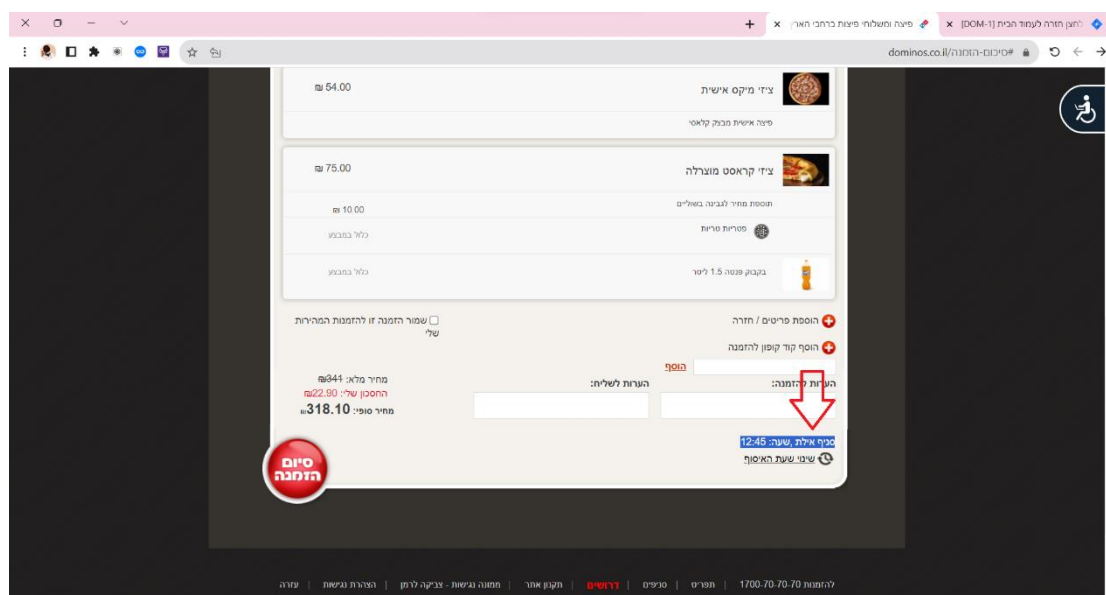 לחצן חזרה לעמוד הבית [DOM-1]
פיצה ומשלוחי פיצות ברחבי הארץ
dominos.co.il/סיכום-הזמנה#
ציזי מיקס אישית
54.00 ₪
פיצה אישית מבצק קלאסי
ציזי קראסט מוצרלה
75.00 ₪
תוספת מחיר לגבינה בשוליים
10.00 ₪
פטריות טריות
כלול במבצע
בקבוק פנטה 1.5 ליטר
כלול במבצע
הוספת פריטים / חזרה
שמור הזמנה זו להזמנות המהירות שלי
הוסף קוד קופון להזמנה
הוסף
הערות להזמנה:
הערות לשליח:
מחיר מלא: 341₪
החסכון שלי: 22.90₪
מחיר סופי: 318.10₪
סניף אילת ,שעה: 12:45
שינוי שעת האיסוף
סיום
הזמנה
להזמנות 1700-70-70-70 | תפריט | סניפים | דרושים | תקנון אתר | ממונה נגישות - צביקה לרמן | הצהרת נגישות | עזרה